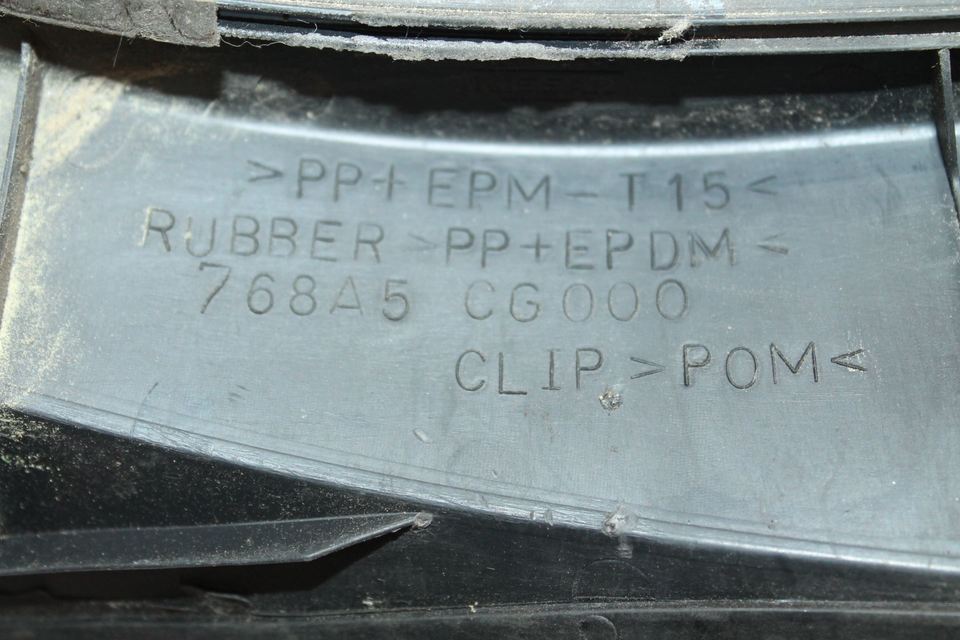 >PP+EPM-T15<
RUBBER >PP+EPDM<
768A5 CG000
CLIP >POM<